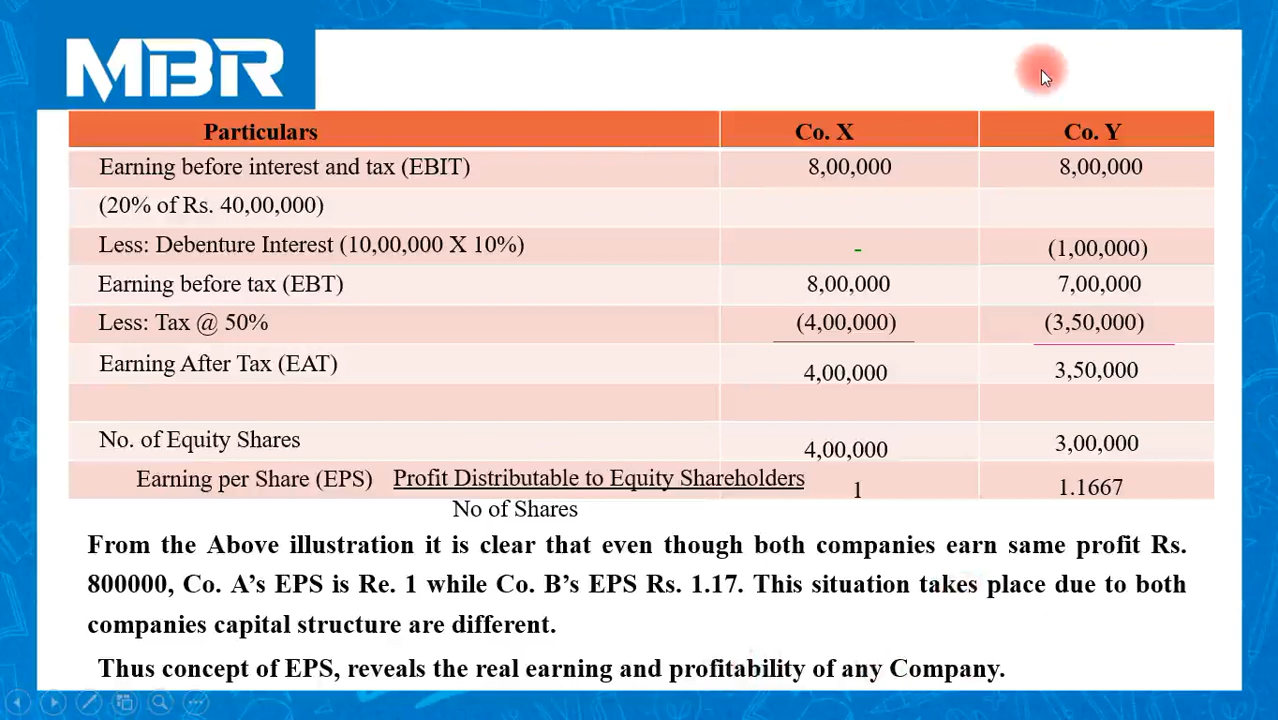 MBR
Particulars Co. X Co. Y
Earning before interest and tax (EBIT) 8,00,000 8,00,000
(20% of Rs. 40,00,000)
Less: Debenture Interest (10,00,000 X 10%) - (1,00,000)
Earning before tax (EBT) 8,00,000 7,00,000
Less: Tax @ 50% (4,00,000) (3,50,000)
Earning After Tax (EAT) 4,00,000 3,50,000
No. of Equity Shares 4,00,000 3,00,000
Earning per Share (EPS) Profit Distributable to Equity Shareholders 1 1.1667
No of Shares
From the Above illustration it is clear that even though both companies earn same profit Rs.
800000, Co. A's EPS is Re. 1 while Co. B's EPS Rs. 1.17. This situation takes place due to both
companies capital structure are different.
Thus concept of EPS, reveals the real earning and profitability of any Company.